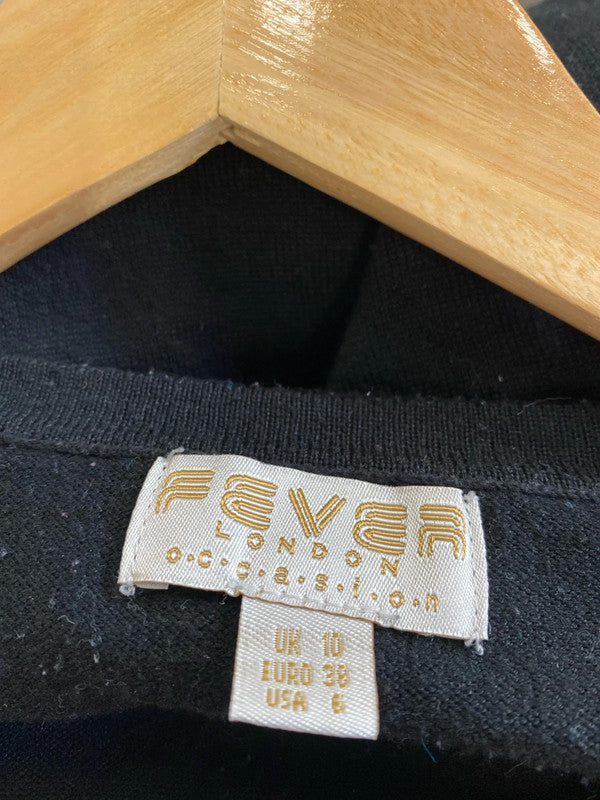 FEVER
LONDON
o.c.c.a.s.i.o.n
UK 10
EURO 38
USA 6